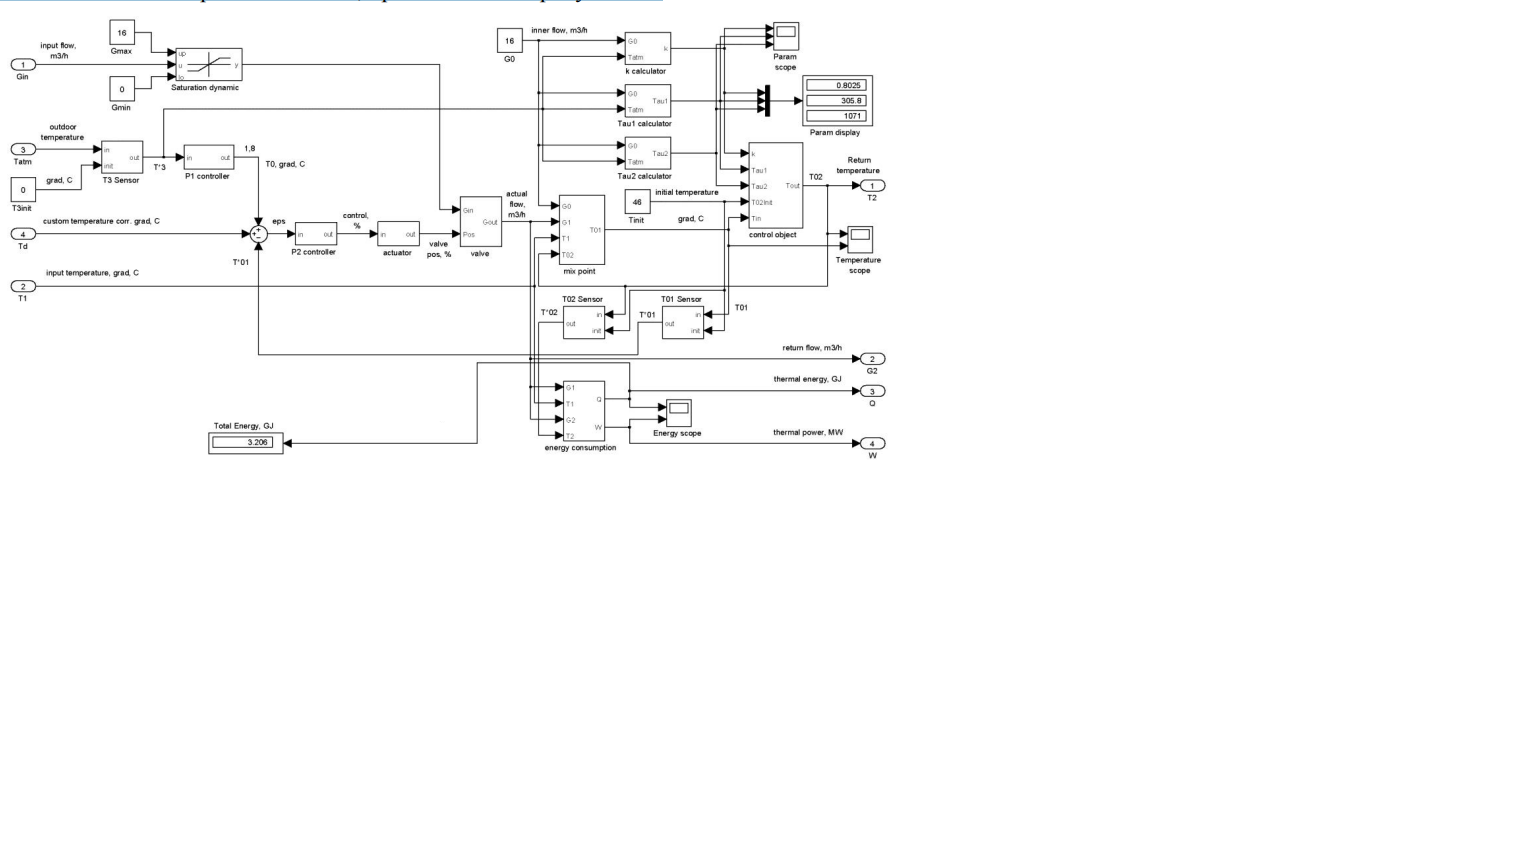 16
Gmax
input flow,
m3/h
1
Gin
0
Gmin
up
u
lo
y
Saturation dynamic
outdoor
temperature
3
Tatm
grad, C
0
T3init
in
init
out
T3 Sensor
T*3
in
out
P1 controller
1,8
T0, grad, C
custom temperature corr. grad, C
4
Td
T*01
eps
in
out
P2 controller
control,
%
in
out
actuator
valve
pos, %
Gin
Pos
Gout
valve
actual
flow,
m3/h
input temperature, grad, C
2
T1
16
G0
inner flow, m3/h
G0
Tatm
k
k calculator
G0
Tatm
Tau1
Tau1 calculator
G0
Tatm
Tau2
Tau2 calculator
Param
scope
0.8025
305.8
1071
Param display
G0
G1
T1
T02
T01
mix point
46
Tinit
initial temperature
grad, C
k
Tau1
Tau2
T02Init
Tin
Tout
control object
T02
Return
temperature
1
T2
Temperature
scope
T02 Sensor
in
out
init
T*02
T01 Sensor
in
out
init
T*01
T01
return flow, m3/h
2
G2
thermal energy, GJ
3
Q
G1
T1
G2
T2
Q
W
energy consumption
Energy scope
thermal power, MW
4
W
Total Energy, GJ
3.206